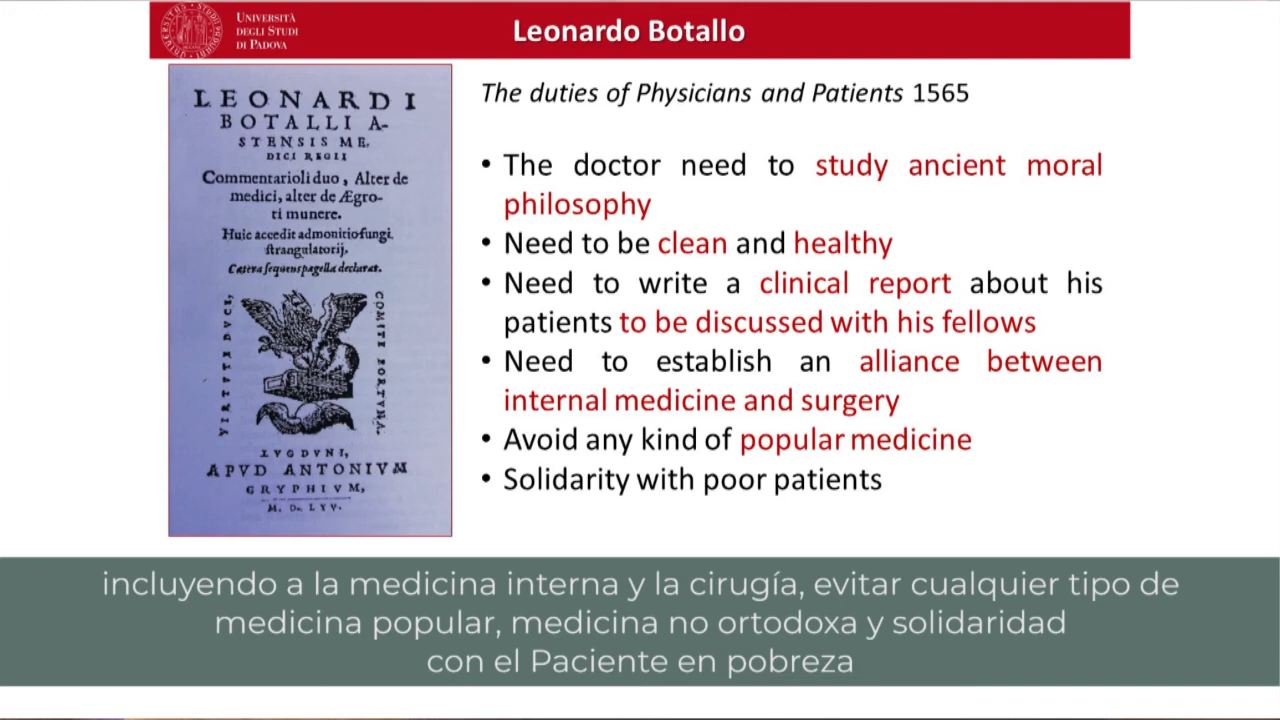 UNIVERSITÀ
DEGLI STUDI
DI PADOVA
Leonardo Botallo
LEONARDI
BOTALLI A-
STENSIS ME,
DICI REGII
Commentarioli duo, Alter de
medici, alter de Ægro-
ti munere.
Huic accedit admonitio fungi
strangulatorij.
Cætera sequens pagella declarat.
VIRTUTE DVCE,
COMITE FORTVNA.
LVGDVNI,
APVD ANTONIVM
GRYPHIVM,
M. D. LXV.
The duties of Physicians and Patients 1565
• The doctor need to study ancient moral
philosophy
• Need to be clean and healthy
• Need to write a clinical report about his
patients to be discussed with his fellows
• Need to establish an alliance between
internal medicine and surgery
• Avoid any kind of popular medicine
• Solidarity with poor patients
incluyendo a la medicina interna y la cirugía, evitar cualquier tipo de
medicina popular, medicina no ortodoxa y solidaridad
con el Paciente en pobreza